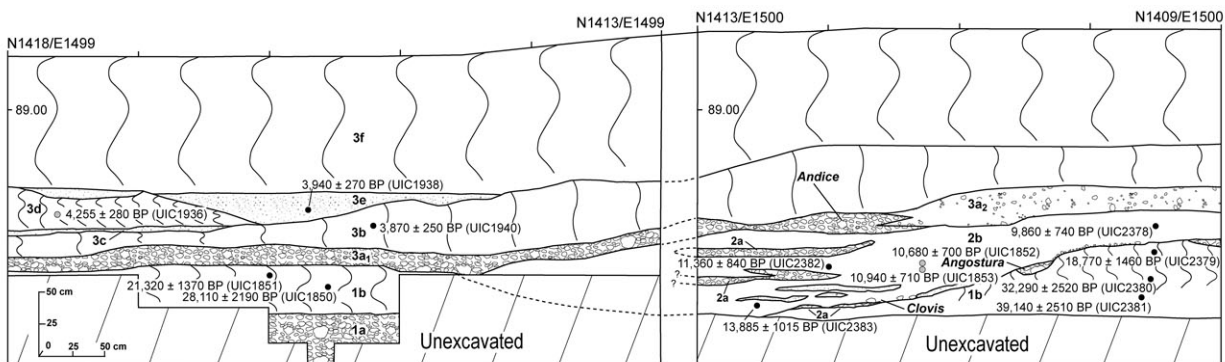 N1418/E1499
N1413/E1499
N1413/E1500
N1409/E1500
89.00
89.00
3f
3,940 ± 270 BP (UIC1938)
3e
3d
4,255 ± 280 BP (UIC1936)
3c
3b
3,870 ± 250 BP (UIC1940)
3a1
21,320 ± 1370 BP (UIC1851)
28,110 ± 2190 BP (UIC1850)
1b
1a
50 cm
25
25
50 cm
Unexcavated
Andice
3a2
2a
2b
9,860 ± 740 BP (UIC2378)
10,680 ± 700 BP (UIC1852)
11,360 ± 840 BP (UIC2382)
Angostura
18,770 ± 1460 BP (UIC2379)
?
10,940 ± 710 BP (UIC1853)
32,290 ± 2520 BP (UIC2380)
?
2a
1b
39,140 ± 2510 BP (UIC2381)
Clovis
2a
13,885 ± 1015 BP (UIC2383)
Unexcavated